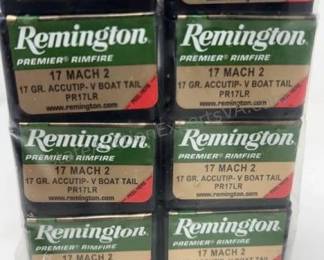 Remington
PREMIER® RIMFIRE
17 MACH 2
17 GR. ACCUTIP- V BOAT TAIL
PR17LR
www.remington.com
Remington
PREMIER® RIMFIRE
17 MACH 2
17 GR. ACCUTIP- V BOAT TAIL
PR17LR
www.remington.com
Remington
PREMIER® RIMFIRE
17 MACH 2
17 GR. ACCUTIP- V BOAT TAIL
PR17LR
www.remington.com
Remington
PREMIER® RIMFIRE
17 MACH 2
17 GR. ACCUTIP- V BOAT TAIL
PR17LR
www.remington.com
Remington
PREMIER® RIMFIRE
17 MACH 2
Remington
PREMIER® RIMFIRE
17 MACH 2